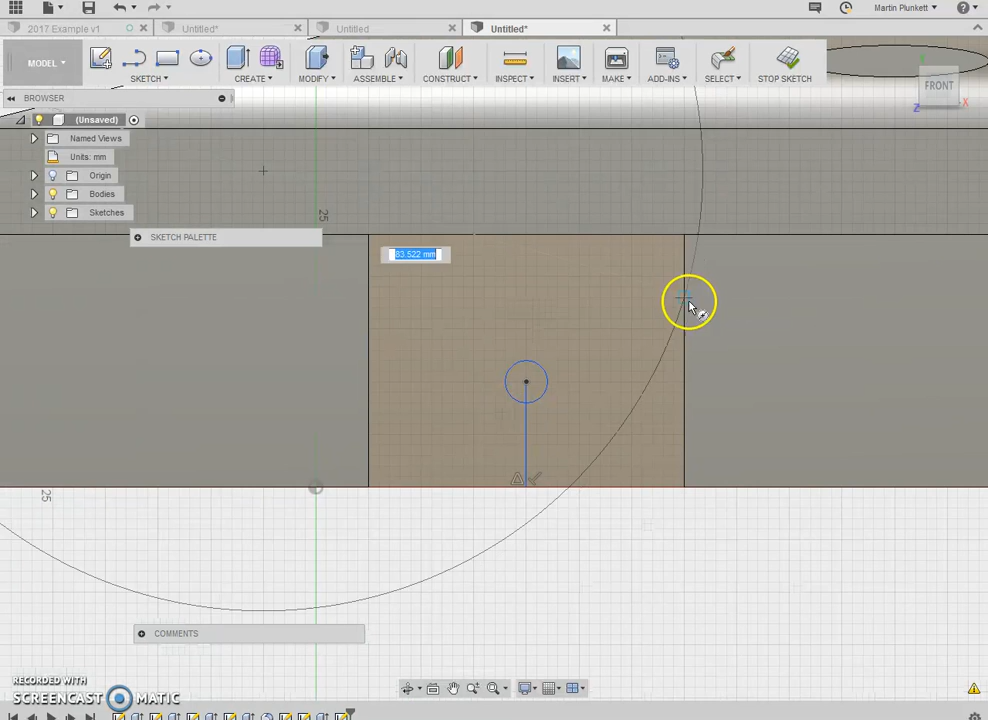 Martin Plunkett
2017 Example v1
Untitled*
Untitled
Untitled*
MODEL
SKETCH
CREATE
MODIFY
ASSEMBLE
CONSTRUCT
INSPECT
INSERT
MAKE
ADD-INS
SELECT
STOP SKETCH
FRONT
Z
X
BROWSER
(Unsaved)
Named Views
Units: mm
Origin
Bodies
Sketches
SKETCH PALETTE
25
83.522 mm
25
COMMENTS
RECORDED WITH
SCREENCAST MATIC